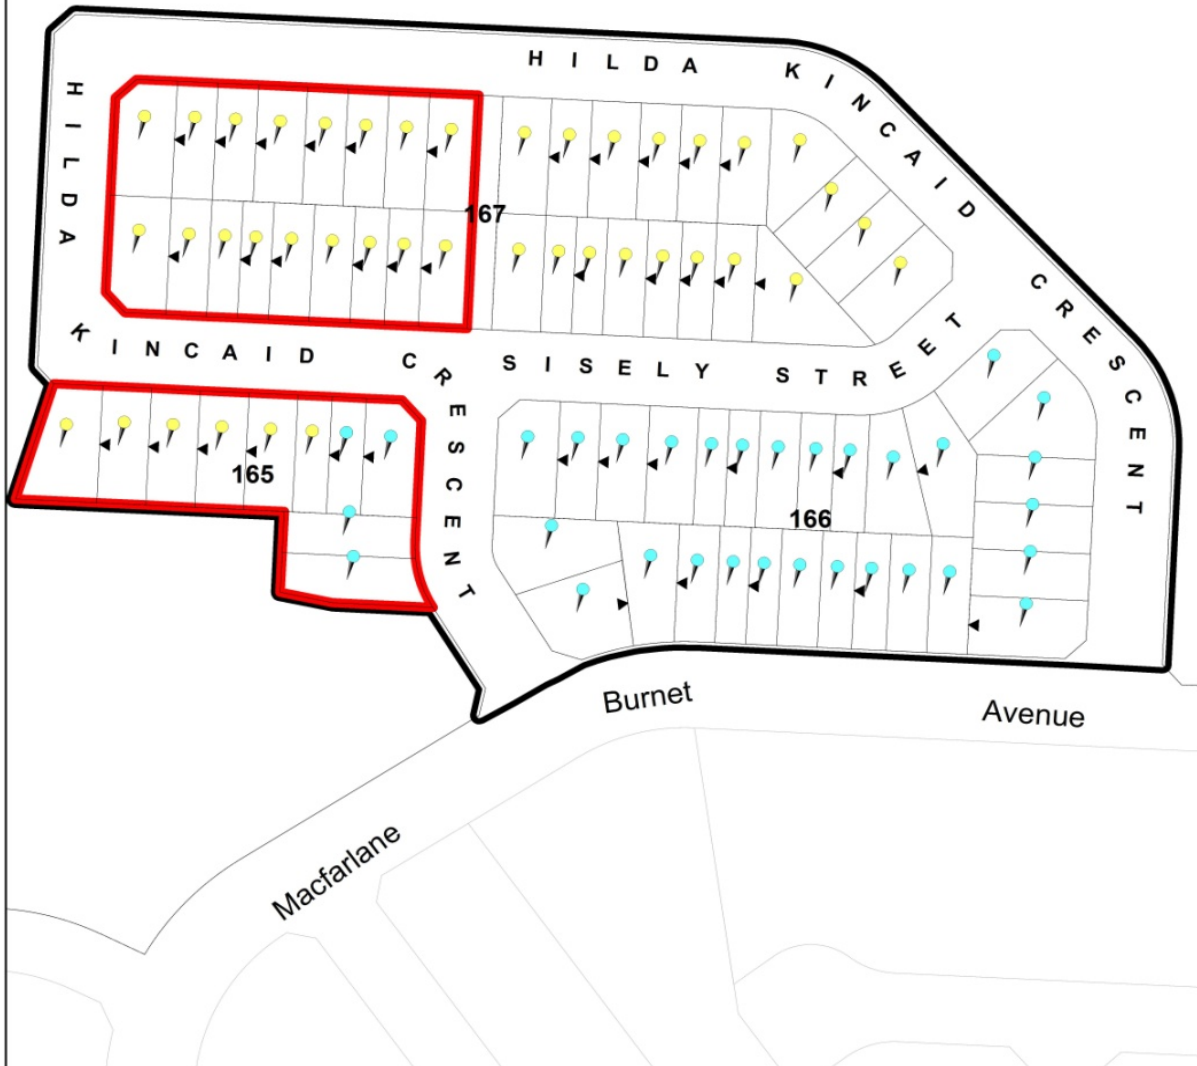 HILDA KINCAID CRESCENT
HILDA
KINCAID CRESCENT
167
SISELY STREET
165
166
Burnet Avenue
Macfarlane